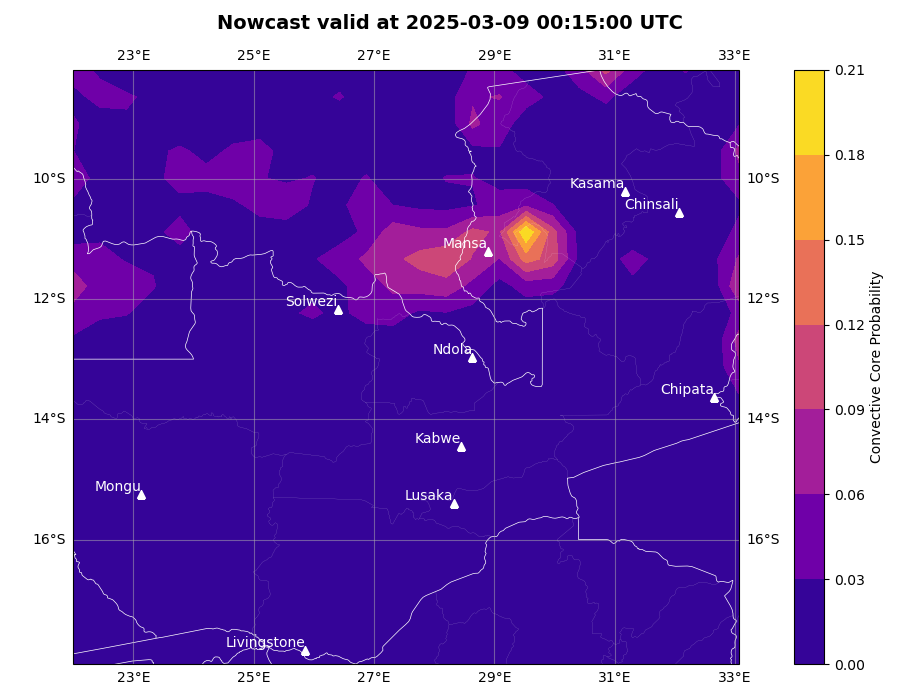 Nowcast valid at 2025-03-09 00:15:00 UTC
23°E 25°E 27°E 29°E 31°E 33°E
0.21
0.18
10°S 10°S
Kasama
Chinsali
0.15
Mansa
12°S 12°S
Solwezi
0.12
Ndola
Chipata
0.09
14°S 14°S
Kabwe
Mongu
Lusaka
0.06
16°S 16°S
0.03
Livingstone
0.00
23°E 25°E 27°E 29°E 31°E 33°E
Convective Core Probability